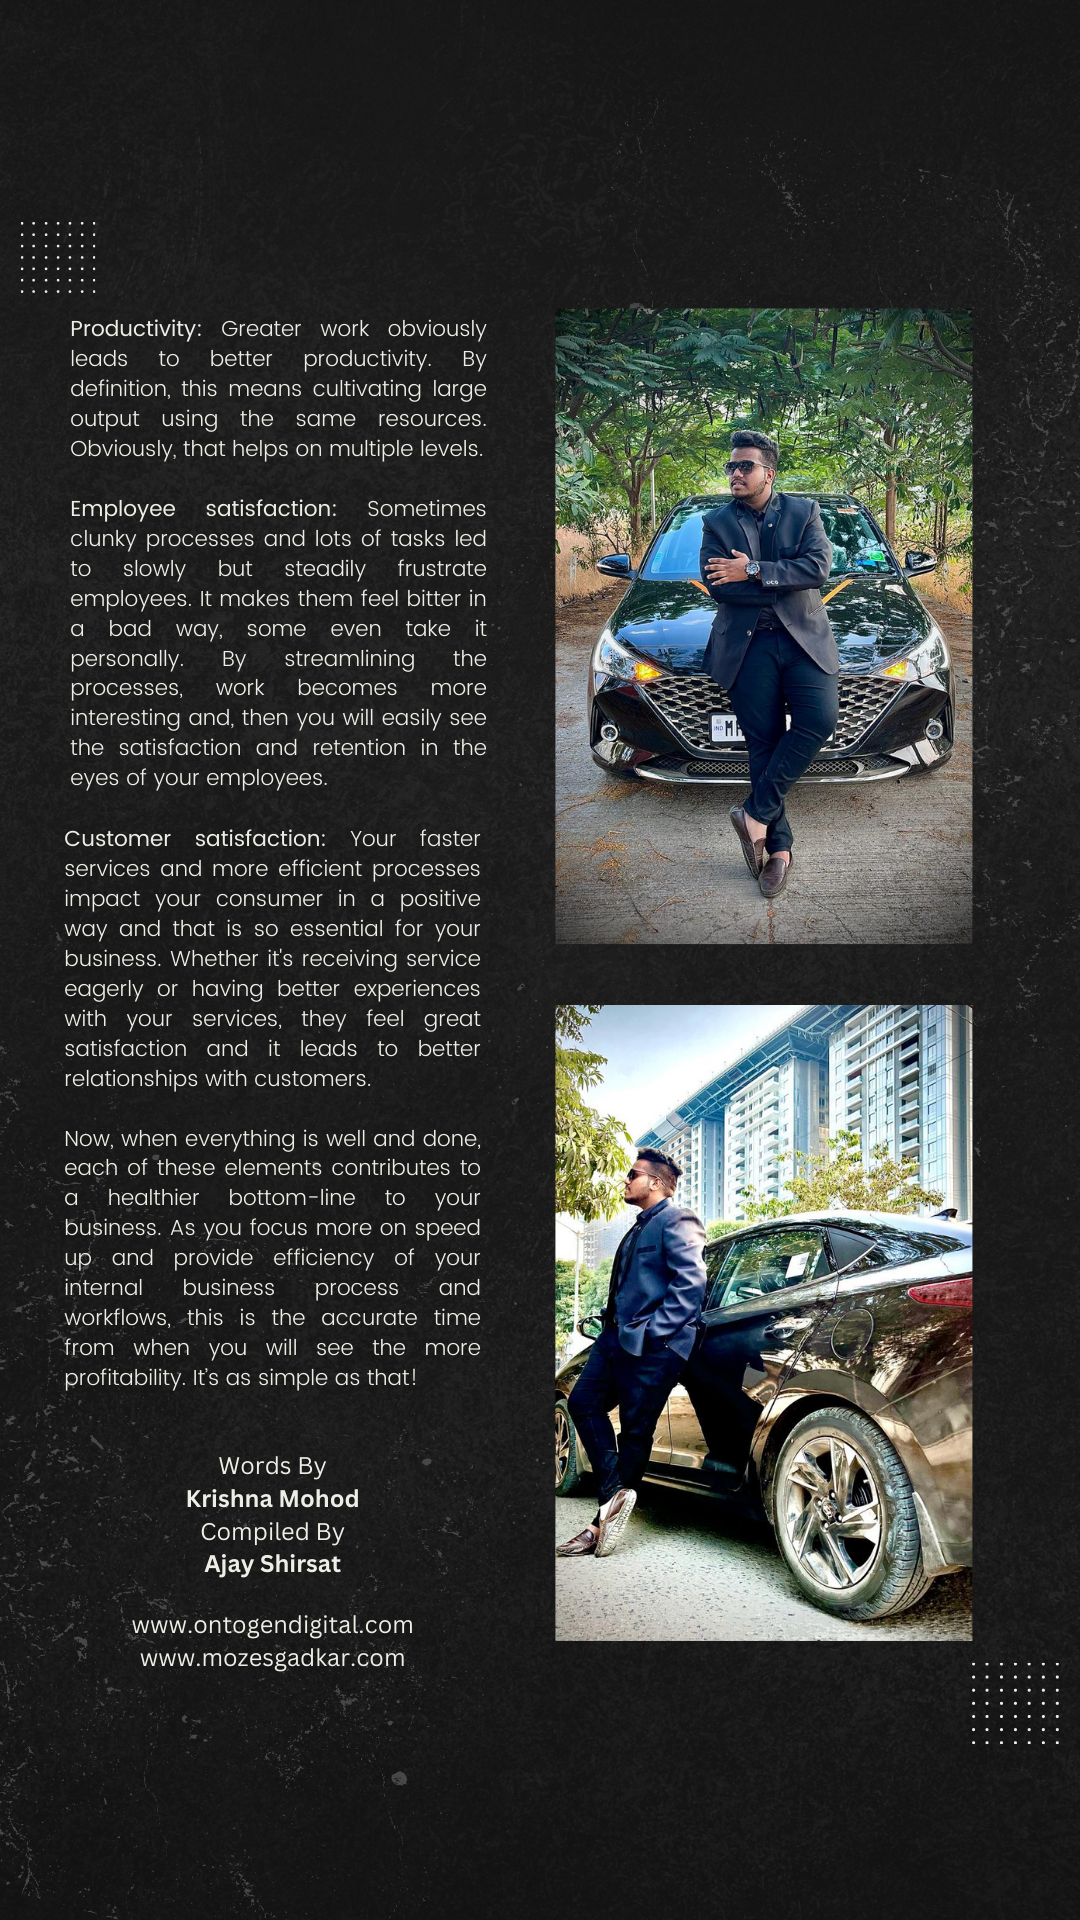 Productivity: Greater work obviously
leads to better productivity. By
definition, this means cultivating large
output using the same resources.
Obviously, that helps on multiple levels.
Employee satisfaction: Sometimes
clunky processes and lots of tasks led
to slowly but steadily frustrate
employees. It makes them feel bitter in
a bad way, some even take it
personally. By streamlining the
processes, work becomes more
interesting and, then you will easily see
the satisfaction and retention in the
eyes of your employees.
Customer satisfaction: Your faster
services and more efficient processes
impact your consumer in a positive
way and that is so essential for your
business. Whether it's receiving service
eagerly or having better experiences
with your services, they feel great
satisfaction and it leads to better
relationships with customers.
Now, when everything is well and done,
each of these elements contributes to
a healthier bottom-line to your
business. As you focus more on speed
up and provide efficiency of your
internal business process and
workflows, this is the accurate time
from when you will see the more
profitability. It’s as simple as that!
Words By
Krishna Mohod
Compiled By
Ajay Shirsat
www.ontogendigital.com
www.mozesgadkar.com
IND